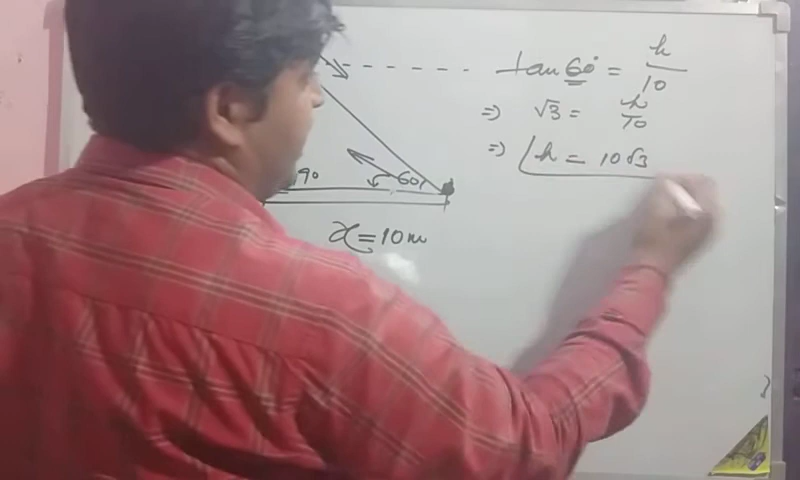 tan 60° = h/10
=> √3 = h/10
=> h = 10√3
90
60
x = 10 m